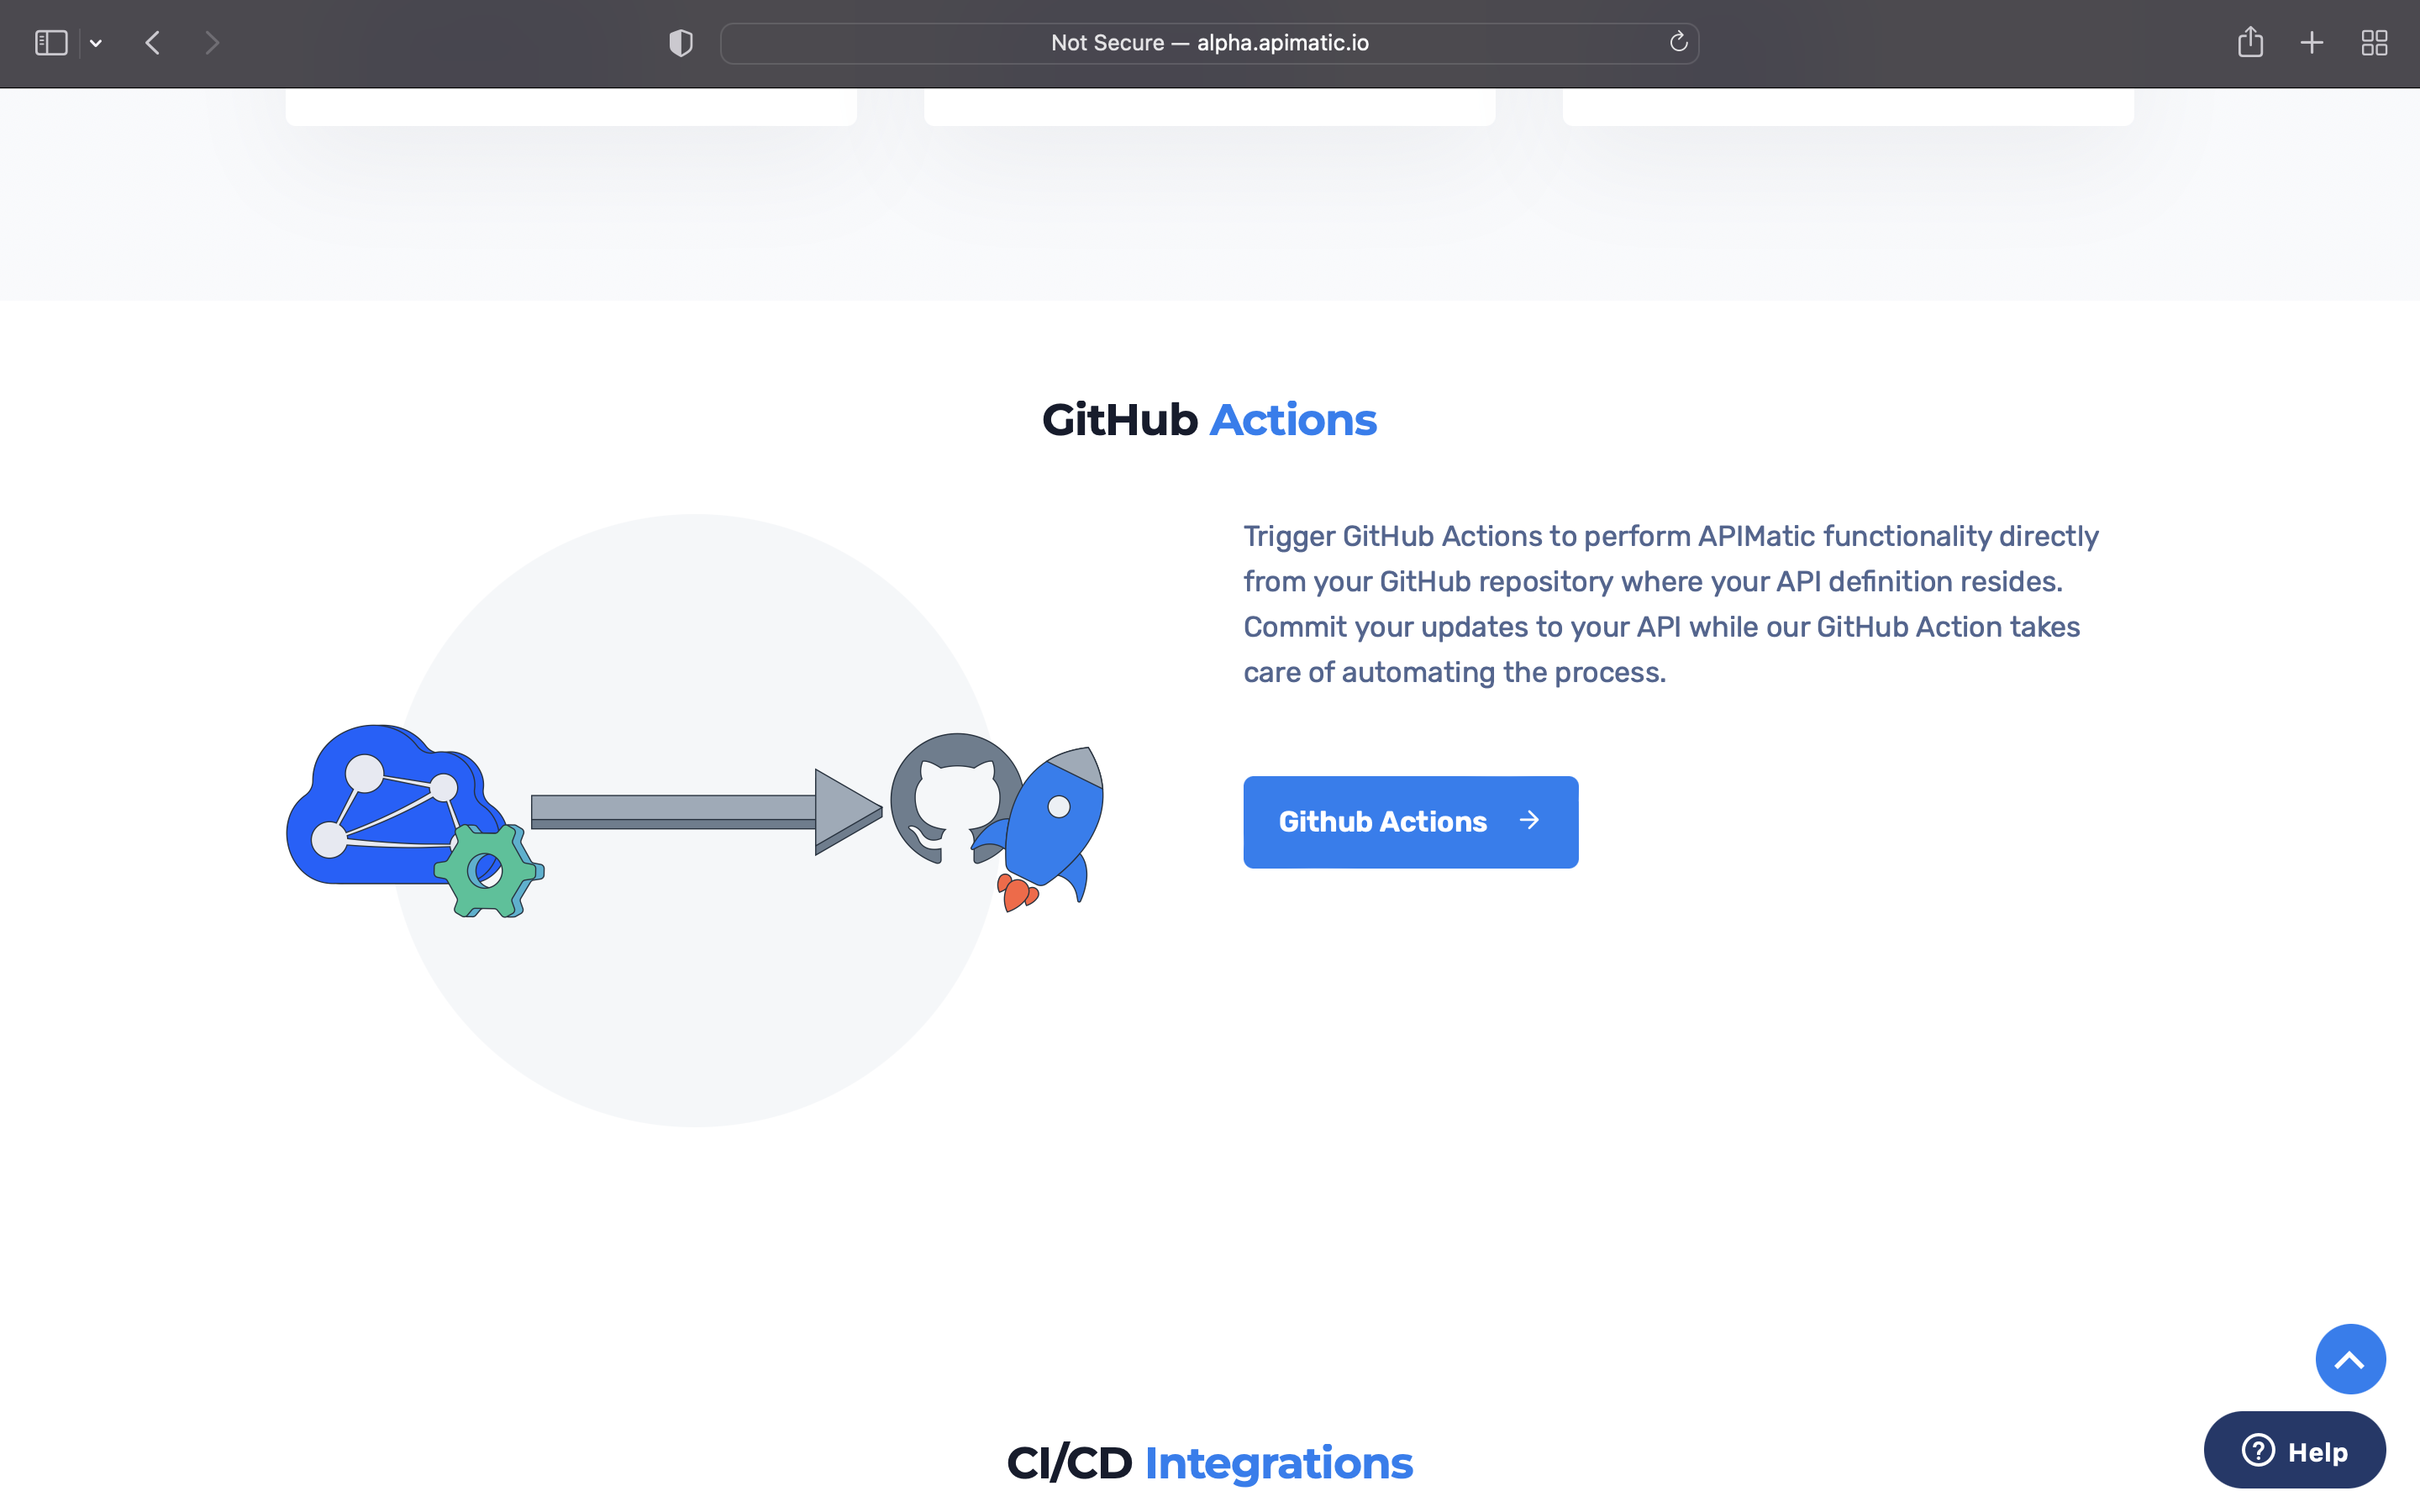 Not Secure — alpha.apimatic.io
GitHub Actions
Trigger GitHub Actions to perform APIMatic functionality directly
from your GitHub repository where your API definition resides.
Commit your updates to your API while our GitHub Action takes
care of automating the process.
Github Actions
CI/CD Integrations
Help